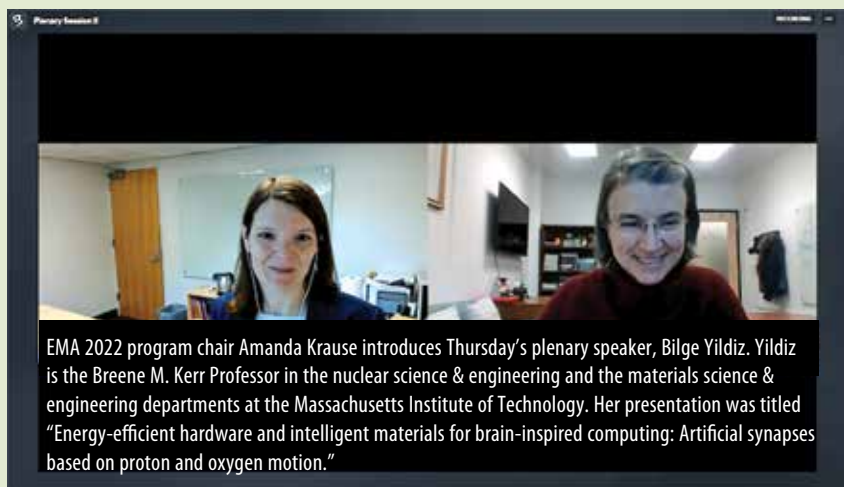 Plenary Session II
RECORDING
EMA 2022 program chair Amanda Krause introduces Thursday’s plenary speaker, Bilge Yildiz. Yildiz
is the Breene M. Kerr Professor in the nuclear science & engineering and the materials science &
engineering departments at the Massachusetts Institute of Technology. Her presentation was titled
“Energy-efficient hardware and intelligent materials for brain-inspired computing: Artificial synapses
based on proton and oxygen motion.”